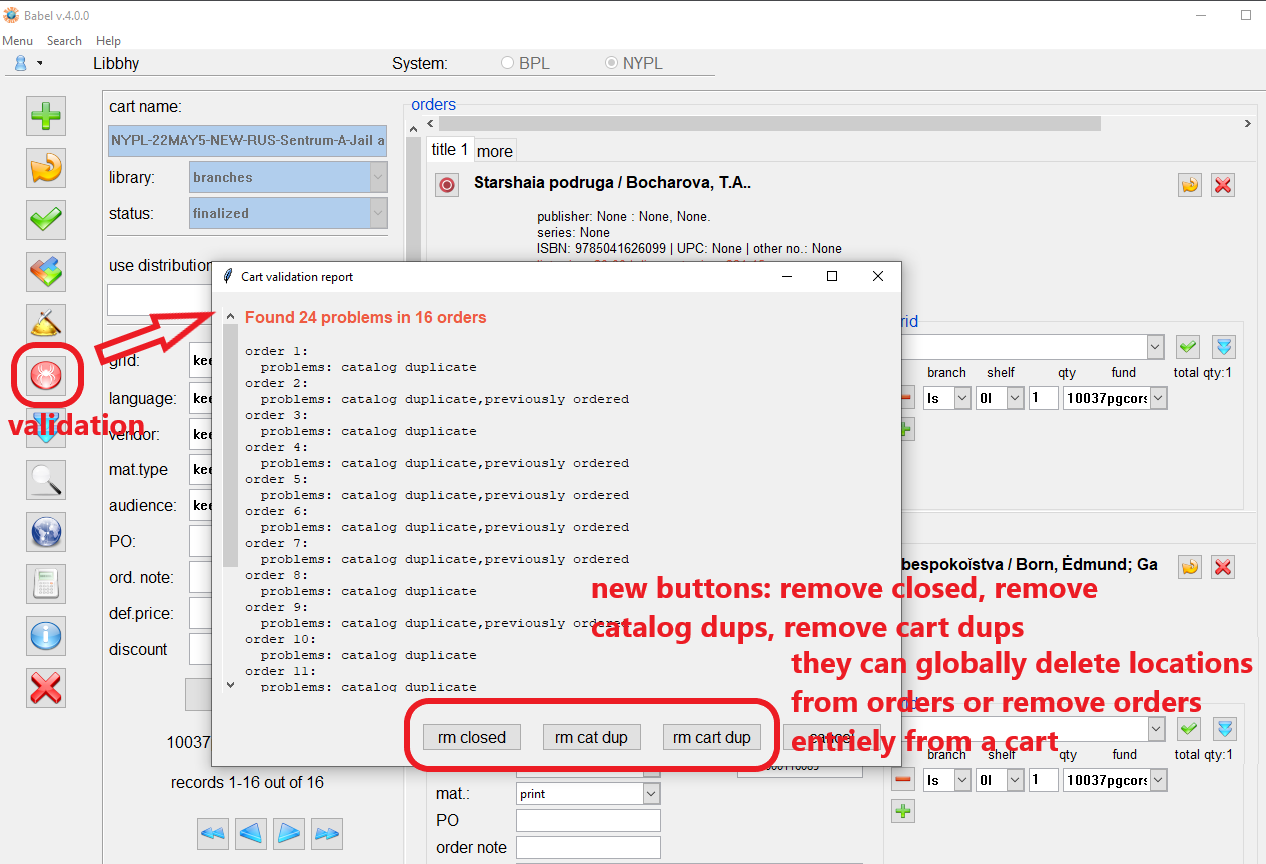 Babel v.4.0.0
Menu Search Help
Libbhy System: BPL NYPL
cart name:
NYPL-22MAY5-NEW-RUS-Sentrum-A-Jail a
library: branches
status: finalized
use distribution
grid: kee
language: kee
vendor: kee
mat.type kee
audience: kee
PO:
ord. note:
def.price:
discount
10037
records 1-16 out of 16
validation
orders
title 1 more
Starshaia podruga / Bocharova, T.A..
publisher: None : None, None.
series: None
ISBN: 9785041626099 | UPC: None | other no.: None
Cart validation report
Found 24 problems in 16 orders
order 1:
problems: catalog duplicate
order 2:
problems: catalog duplicate,previously ordered
order 3:
problems: catalog duplicate
order 4:
problems: catalog duplicate,previously ordered
order 5:
problems: catalog duplicate,previously ordered
order 6:
problems: catalog duplicate,previously ordered
order 7:
problems: catalog duplicate,previously ordered
order 8:
problems: catalog duplicate
order 9:
problems: catalog duplicate,previously ordered
order 10:
problems: catalog duplicate
order 11:
problems: catalog duplicate
rm closed rm cat dup rm cart dup cancel
new buttons: remove closed, remove
catalog dups, remove cart dups
they can globally delete locations
from orders or remove orders
entriely from a cart
rid
branch shelf qty fund total qty:1
ls 0l 1 10037pgcors
bespokoĭstva / Born, Ėdmund; Ga
branch shelf qty fund total qty:1
ls 0l 1 10037pgcors
mat.: print
PO
order note